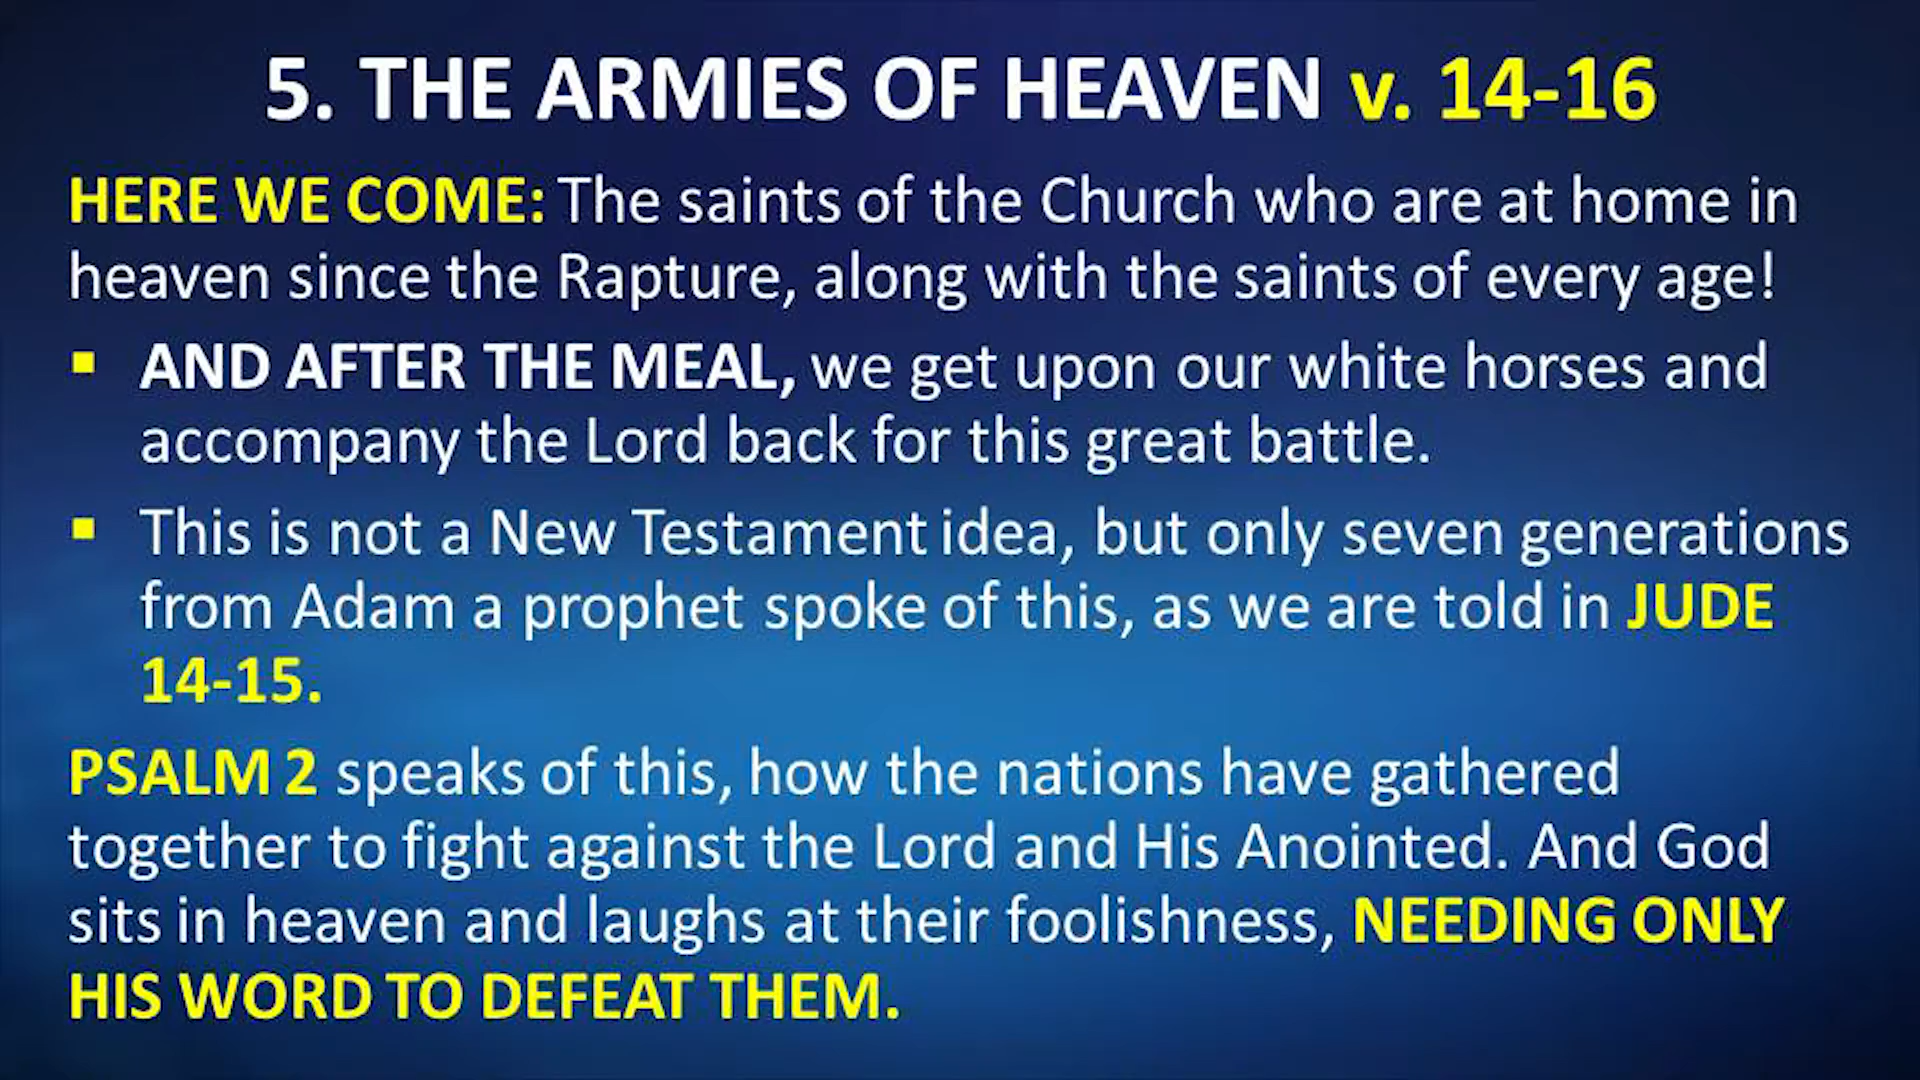 5. THE ARMIES OF HEAVEN v. 14-16
HERE WE COME: The saints of the Church who are at home in
heaven since the Rapture, along with the saints of every age!
▪ AND AFTER THE MEAL, we get upon our white horses and
accompany the Lord back for this great battle.
▪ This is not a New Testament idea, but only seven generations
from Adam a prophet spoke of this, as we are told in JUDE
14-15.
PSALM 2 speaks of this, how the nations have gathered
together to fight against the Lord and His Anointed. And God
sits in heaven and laughs at their foolishness, NEEDING ONLY
HIS WORD TO DEFEAT THEM.